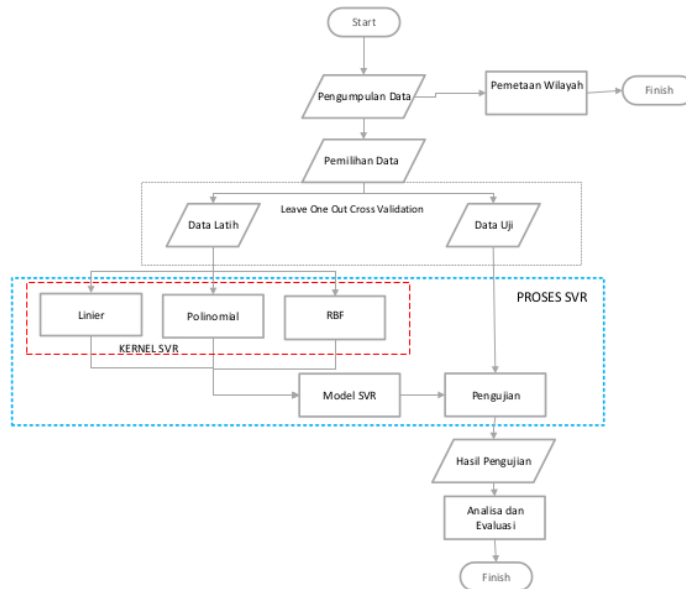 Start
Pengumpulan Data
Pemetaan Wilayah
Finish
Pemilihan Data
Leave One Out Cross Validation
Data Latih
Data Uji
PROSES SVR
Linier
Polinomial
RBF
KERNEL SVR
Model SVR
Pengujian
Hasil Pengujian
Analisa dan
Evaluasi
Finish